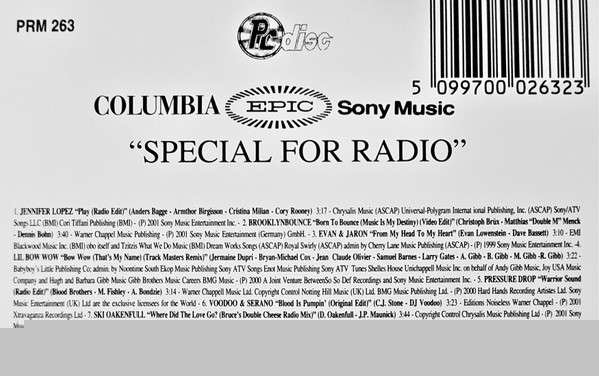 PRM 263
Pic disc
5 099700 026323
COLUMBIA EPIC Sony Music
“SPECIAL FOR RADIO”
1. JENNIFER LOPEZ “Play (Radio Edit)” (Anders Bagge - Armthor Birgisson - Cristina Milian - Cory Rooney) 3:17 - Chrysalis Music (ASCAP) Universal-Polygram Internat ional Publishing, Inc. (ASCAP) Sony/ATV
Songs LLC (BMI) Cori Tiffani Publishing (BMI) - (P) 2001 Sony Music Entertainment Inc. - 2. BROOKLYNBOUNCE “Born To Bounce (Music Is My Destiny) (Video Edit)” (Christoph Brüx - Matthias “Double M” Menck
- Dennis Bohn) 3:40 - Warner Chappel Music Publishing - (P) 2001 Sony Music Entertainment (Germany) GmbH. - 3. EVAN & JARON “From My Head To My Heart” (Evan Lowenstein - Dave Bassett) 3:10 - EMI
Blackwood Music Inc. (BMI) obo itself and Tzitzis What We Do Music (BMI) Dream Works Songs (ASCAP) Royal Swirly (ASCAP) admin by Cherry Lane Music Publishing (ASCAP) - (P) 1999 Sony Music Entertainment Inc. -4.
LIL BOW WOW “Bow Wow (That's My Name) (Track Masters Remix)” (Jermaine Dupri - Bryan-Michael Cox - Jean Claude Olivier - Samuel Barnes - Larry Gates - A. Gibb - B. Gibb - M. Gibb -R. Gibb) 3:22 -
Babyboy's Little Publishing Co; admin. by Noontime South Ekop Music Publishing Sony ATV Songs Enot Music Publishing Sony ATV Tunes Shelles House Unichappell Music Inc. on behalf of Andy Gibb Music, Joy USA Music
Company and Hugh and Barbara Gibb Music Gibb Brothers Music Careers BMG Music - (P) 2000 A Joint Venture BetweenSo So Def Recordings and Sony Music Entertainment Inc. - 5. PRESSURE DROP “Warrior Sound
(Radio Edit)” (Blood Brothers - M. Fishley - A. Bondzie) 3:14 - Warner Chappell Music Ltd. Copyright Control Notting Hill Music (UK) Ltd. BMG Music Publishing Ltd. - (P) 2000 Hard Hands Recording Artistes Ltd. Sony
Music Entertainment (UK) Ltd are the exclusive licensees for the World - 6. VOODOO & SERANO “Blood Is Pumpin' (Original Edit)” (C.J. Stone - DJ Voodoo) 3:23 - Editions Noiseless Warner Chappel - (P) 2001
Xtravaganza Recordings Ltd) - 7. SKI OAKENFULL “Where Did The Love Go? (Bruce's Double Cheese Radio Mix)” (D. Oakenfull - J.P. Maunick) 3:44 - Copyright Control Chrysalis Music Publishing - (P) 2001 Sony